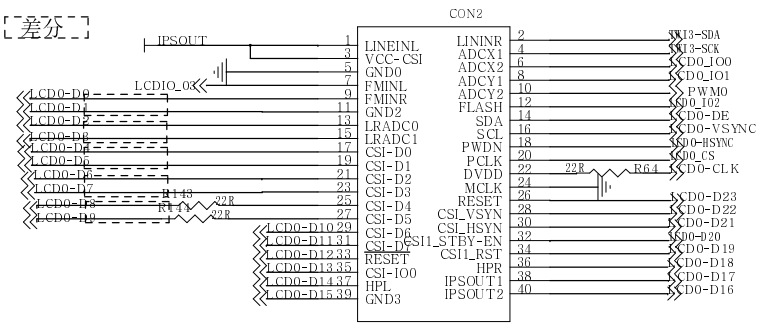 CON2
差分
IPSOUT
1 LINEINL LININR 2 TWI3-SDA
3 VCC-CSI ADCX1 4 TWI3-SCK
5 GND0 ADCX2 6 LCD0_IO0
LCDIO_03 7 FMINL ADCY1 8 LCD0_IO1
LCD0-D0 9 FMINR ADCY2 10 PWM0
LCD0-D1 11 GND2 FLASH 12 LCD0_IO2
LCD0-D2 13 LRADC0 SDA 14 LCD0-DE
LCD0-D3 15 LRADC1 SCL 16 LCD0-VSYNC
LCD0-D4 17 CSI-D0 PWDN 18 LCD0-HSYNC
LCD0-D5 19 CSI-D1 PCLK 20 LCD0_CS
LCD0-D6 21 CSI-D2 DVDD 22 22R R64 LCD0-CLK
LCD0-D7 23 CSI-D3 MCLK 24
LCD0-D8 R143 22R 25 CSI-D4 RESET 26 LCD0-D23
LCD0-D9 R144 22R 27 CSI-D5 CSI_VSYN 28 LCD0-D22
LCD0-D10 29 CSI-D6 CSI_HSYN 30 LCD0-D21
LCD0-D11 31 CSI-D7 CSI1_STBY-EN 32 LCD0-D20
LCD0-D12 33 RESET CSI1_RST 34 LCD0-D19
LCD0-D13 35 CSI-IO0 HPR 36 LCD0-D18
LCD0-D14 37 HPL IPSOUT1 38 LCD0-D17
LCD0-D15 39 GND3 IPSOUT2 40 LCD0-D16